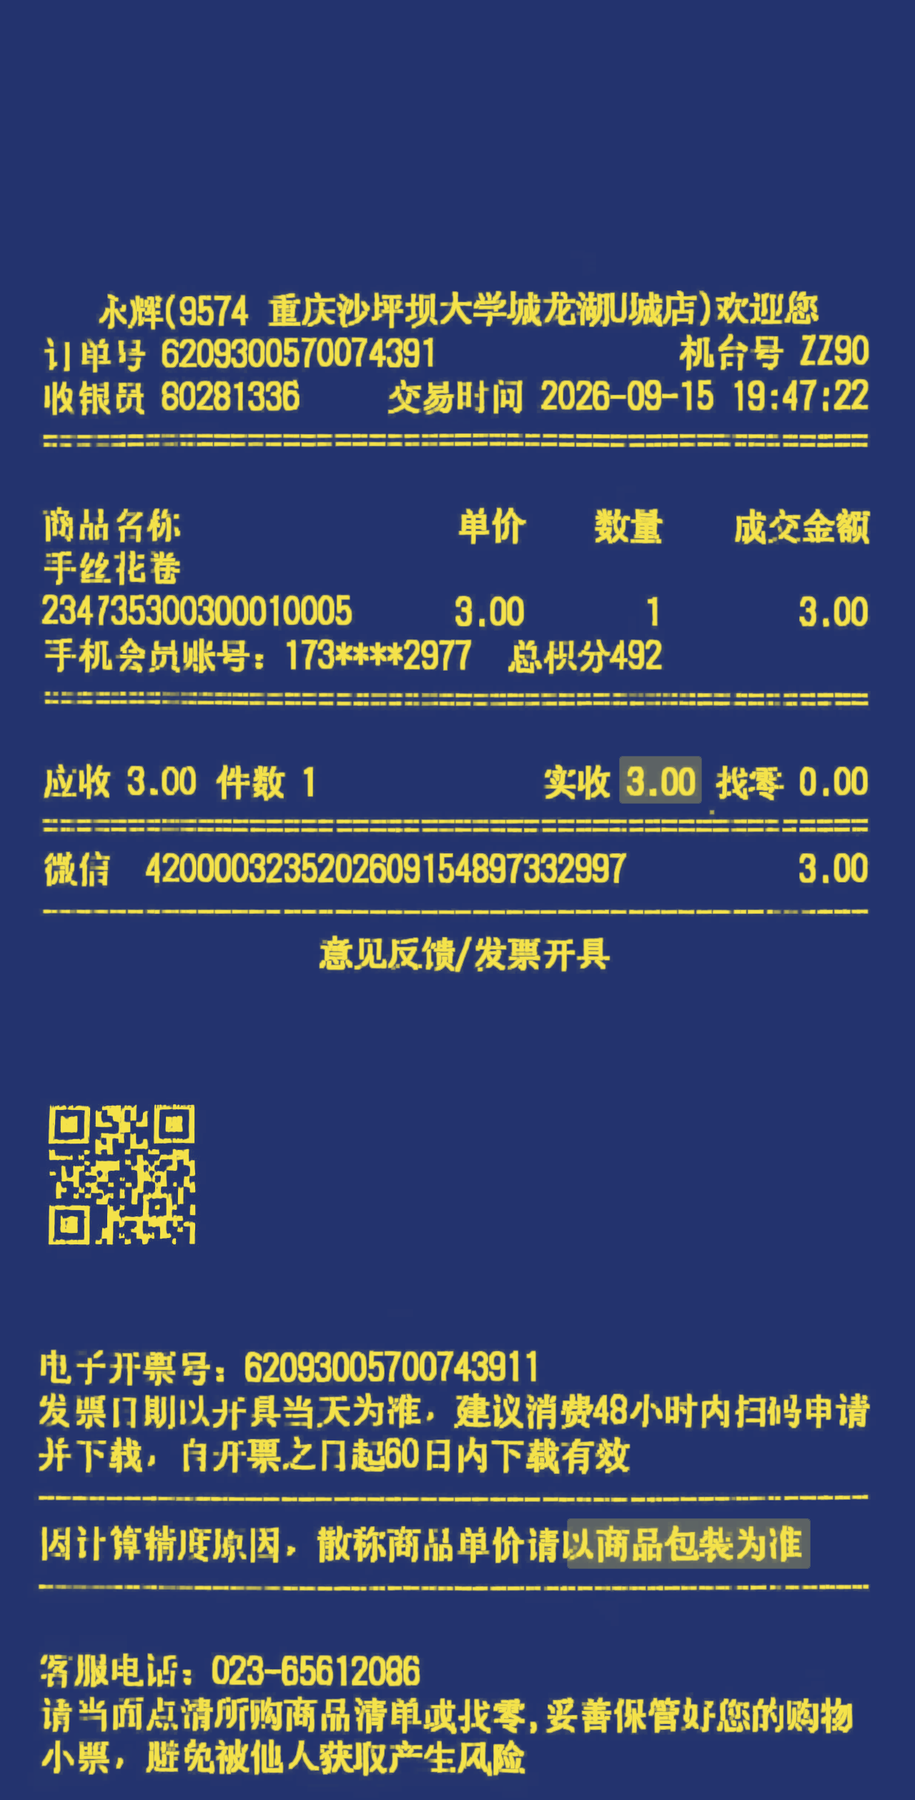 永辉(9574 重庆沙坪坝大学城龙湖U城店)欢迎您
订单号 6209300570074391 机台号 ZZ90
收银员 80281336 交易时间 2026-09-15 19:47:22
商品名称 单价 数量 成交金额
手丝花卷
234735300300010005 3.00 1 3.00
手机会员账号: 173****2977 总积分492
应收 3.00 件数 1 实收 3.00 找零 0.00
微信 4200003235202609154897332997 3.00
意见反馈/发票开具
电子开票号: 62093005700743911
发票日期以开具当天为准，建议消费48小时内扫码申请
并下载，自开票之日起60日内下载有效
因计算精度原因，散称商品单价请以商品包装为准
客服电话: 023-65612086
请当面点清所购商品清单或找零,妥善保管好您的购物
小票，避免被他人获取产生风险